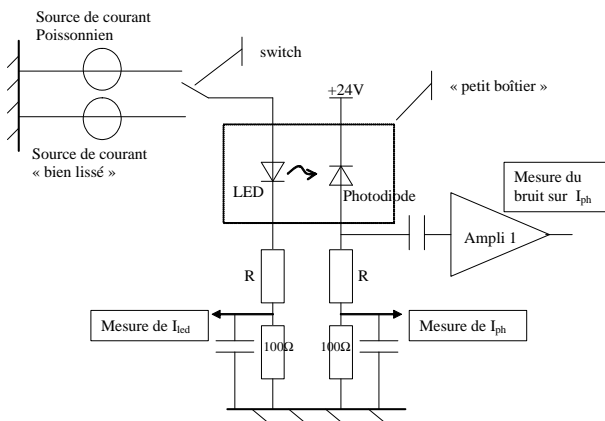 Source de courant
Poissonnien
switch
+24V
« petit boîtier »
Source de courant
« bien lissé »
LED
Photodiode
Mesure du
bruit sur Iph
Ampli 1
R
R
Mesure de Iled
100Ω
100Ω
Mesure de Iph